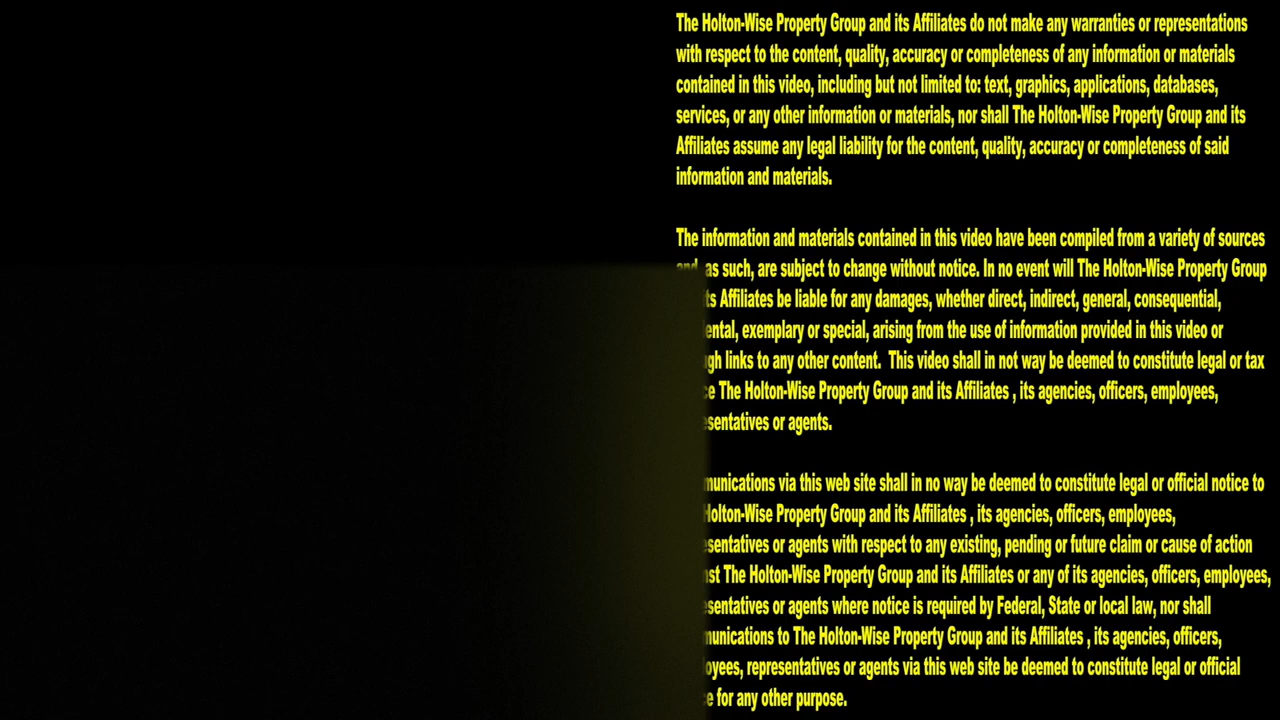 The Holton-Wise Property Group and its Affiliates do not make any warranties or representations
with respect to the content, quality, accuracy or completeness of any information or materials
contained in this video, including but not limited to: text, graphics, applications, databases,
services, or any other information or materials, nor shall The Holton-Wise Property Group and its
Affiliates assume any legal liability for the content, quality, accuracy or completeness of said
information and materials.
The information and materials contained in this video have been compiled from a variety of sources
as such, are subject to change without notice. In no event will The Holton-Wise Property Group
Affiliates be liable for any damages, whether direct, indirect, general, consequential,
exemplary or special, arising from the use of information provided in this video or
links to any other content. This video shall in not way be deemed to constitute legal or tax
The Holton-Wise Property Group and its Affiliates , its agencies, officers, employees,
or agents.
via this web site shall in no way be deemed to constitute legal or official notice to
Holton-Wise Property Group and its Affiliates , its agencies, officers, employees,
or agents with respect to any existing, pending or future claim or cause of action
The Holton-Wise Property Group and its Affiliates or any of its agencies, officers, employees,
or agents where notice is required by Federal, State or local law, nor shall
to The Holton-Wise Property Group and its Affiliates , its agencies, officers,
representatives or agents via this web site be deemed to constitute legal or official
for any other purpose.